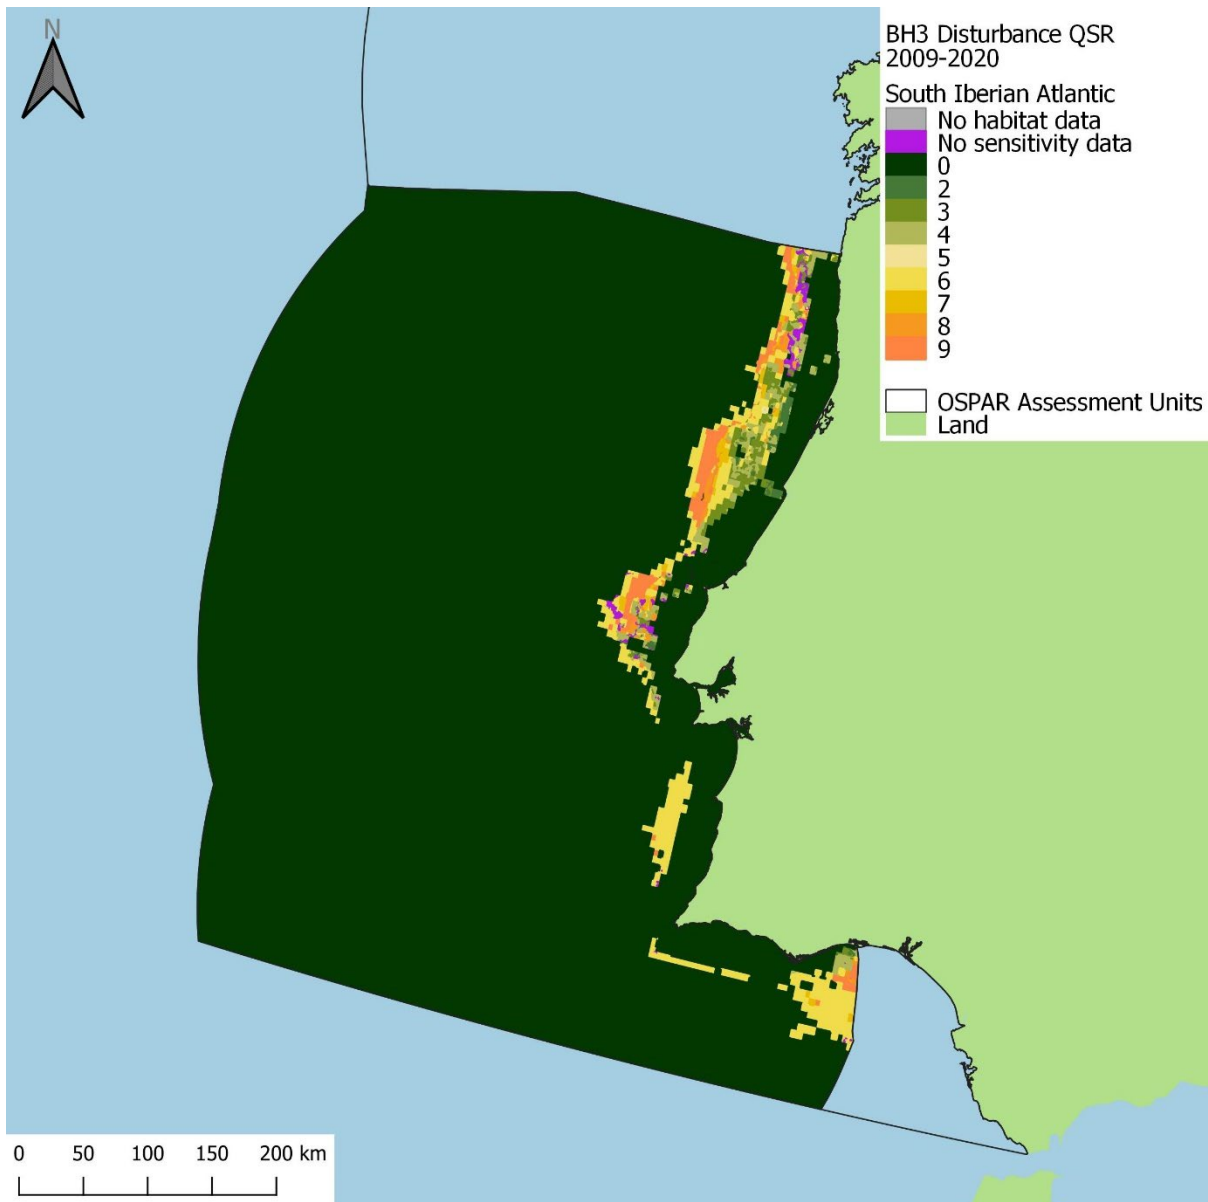 N
BH3 Disturbance QSR
2009-2020
South Iberian Atlantic
No habitat data
No sensitivity data
0
2
3
4
5
6
7
8
9
OSPAR Assessment Units
Land
0 50 100 150 200 km